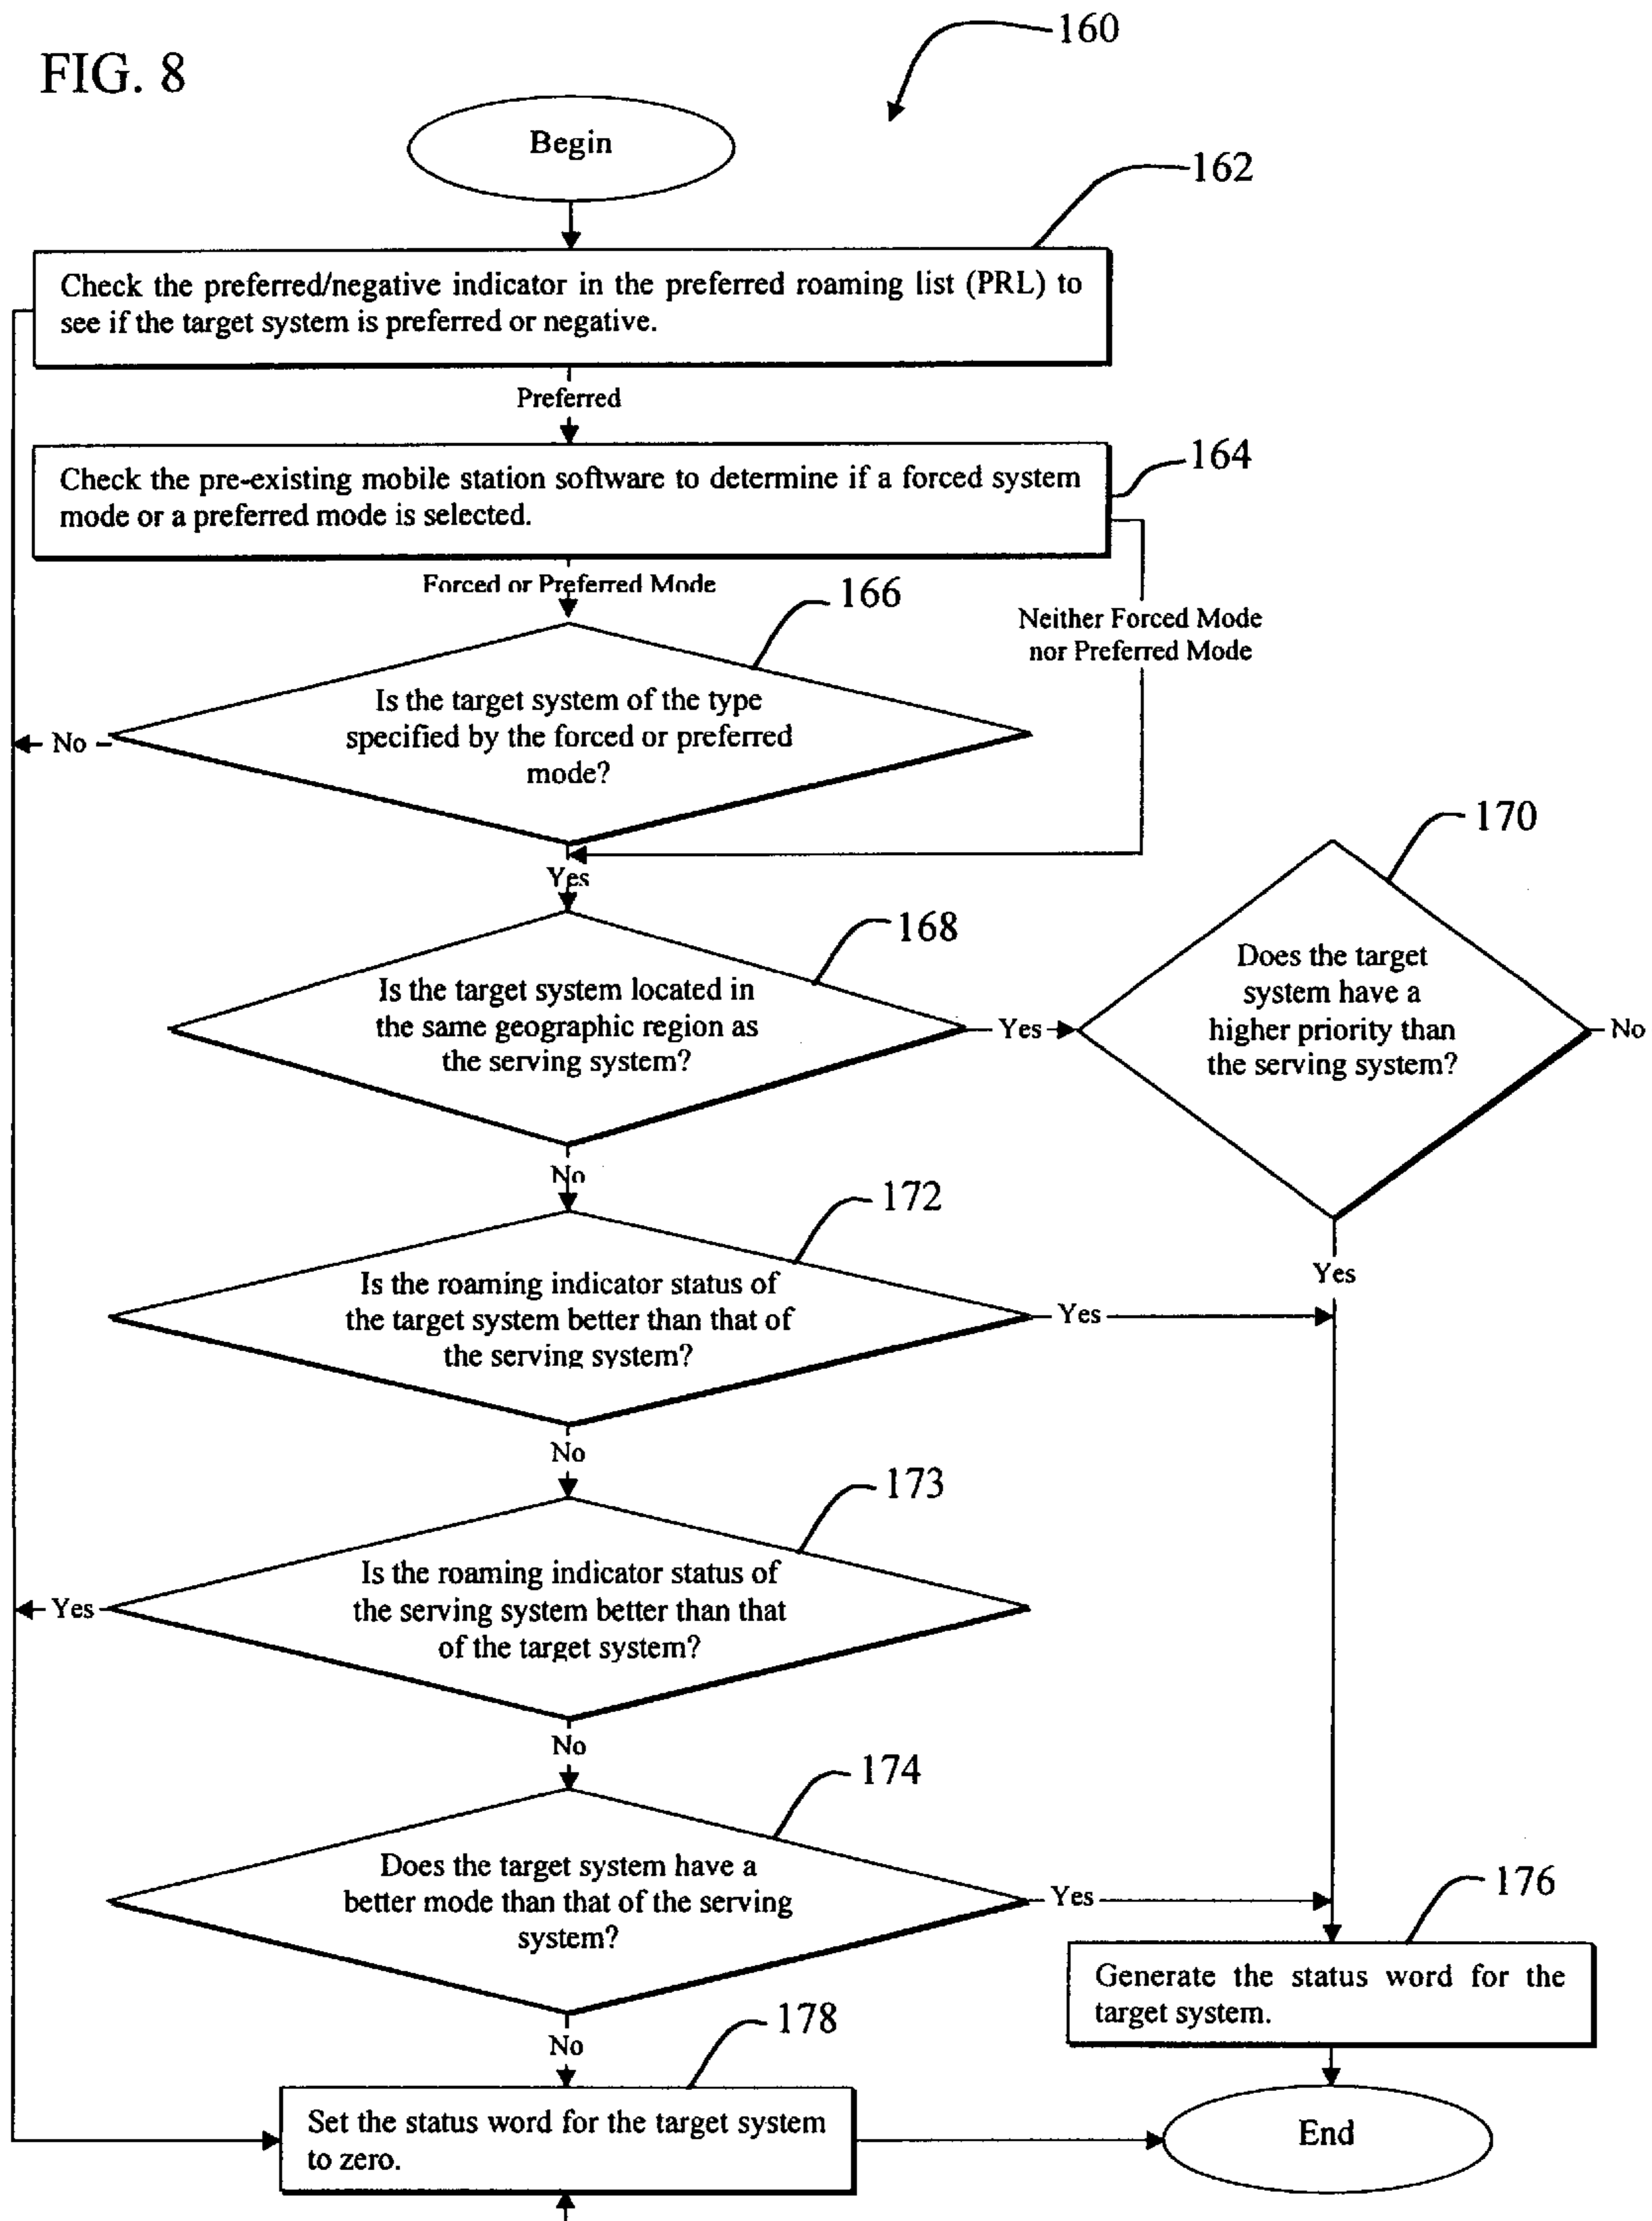 FIG. 8
160
Begin
162
Check the preferred/negative indicator in the preferred roaming list (PRL) to
see if the target system is preferred or negative.
Preferred
164
Check the pre-existing mobile station software to determine if a forced system
mode or a preferred mode is selected.
Forced or Preferred Mode
Neither Forced Mode
nor Preferred Mode
166
Is the target system of the type
specified by the forced or preferred
mode?
No
Yes
168
Is the target system located in
the same geographic region as
the serving system?
Yes
No
170
Does the target
system have a
higher priority than
the serving system?
No
Yes
172
Is the roaming indicator status of
the target system better than that of
the serving system?
Yes
No
173
Is the roaming indicator status of
the serving system better than that
of the target system?
Yes
No
174
Does the target system have a
better mode than that of the serving
system?
Yes
No
176
Generate the status word for the
target system.
178
Set the status word for the target system
to zero.
End